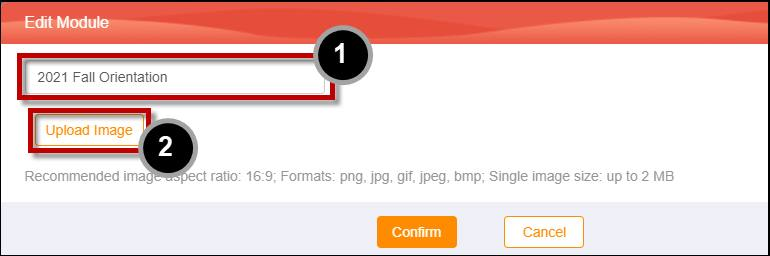 Edit Module
1
2021 Fall Orientation
Upload Image
2
Recommended image aspect ratio: 16:9; Formats: png, jpg, gif, jpeg, bmp; Single image size: up to 2 MB
Confirm Cancel